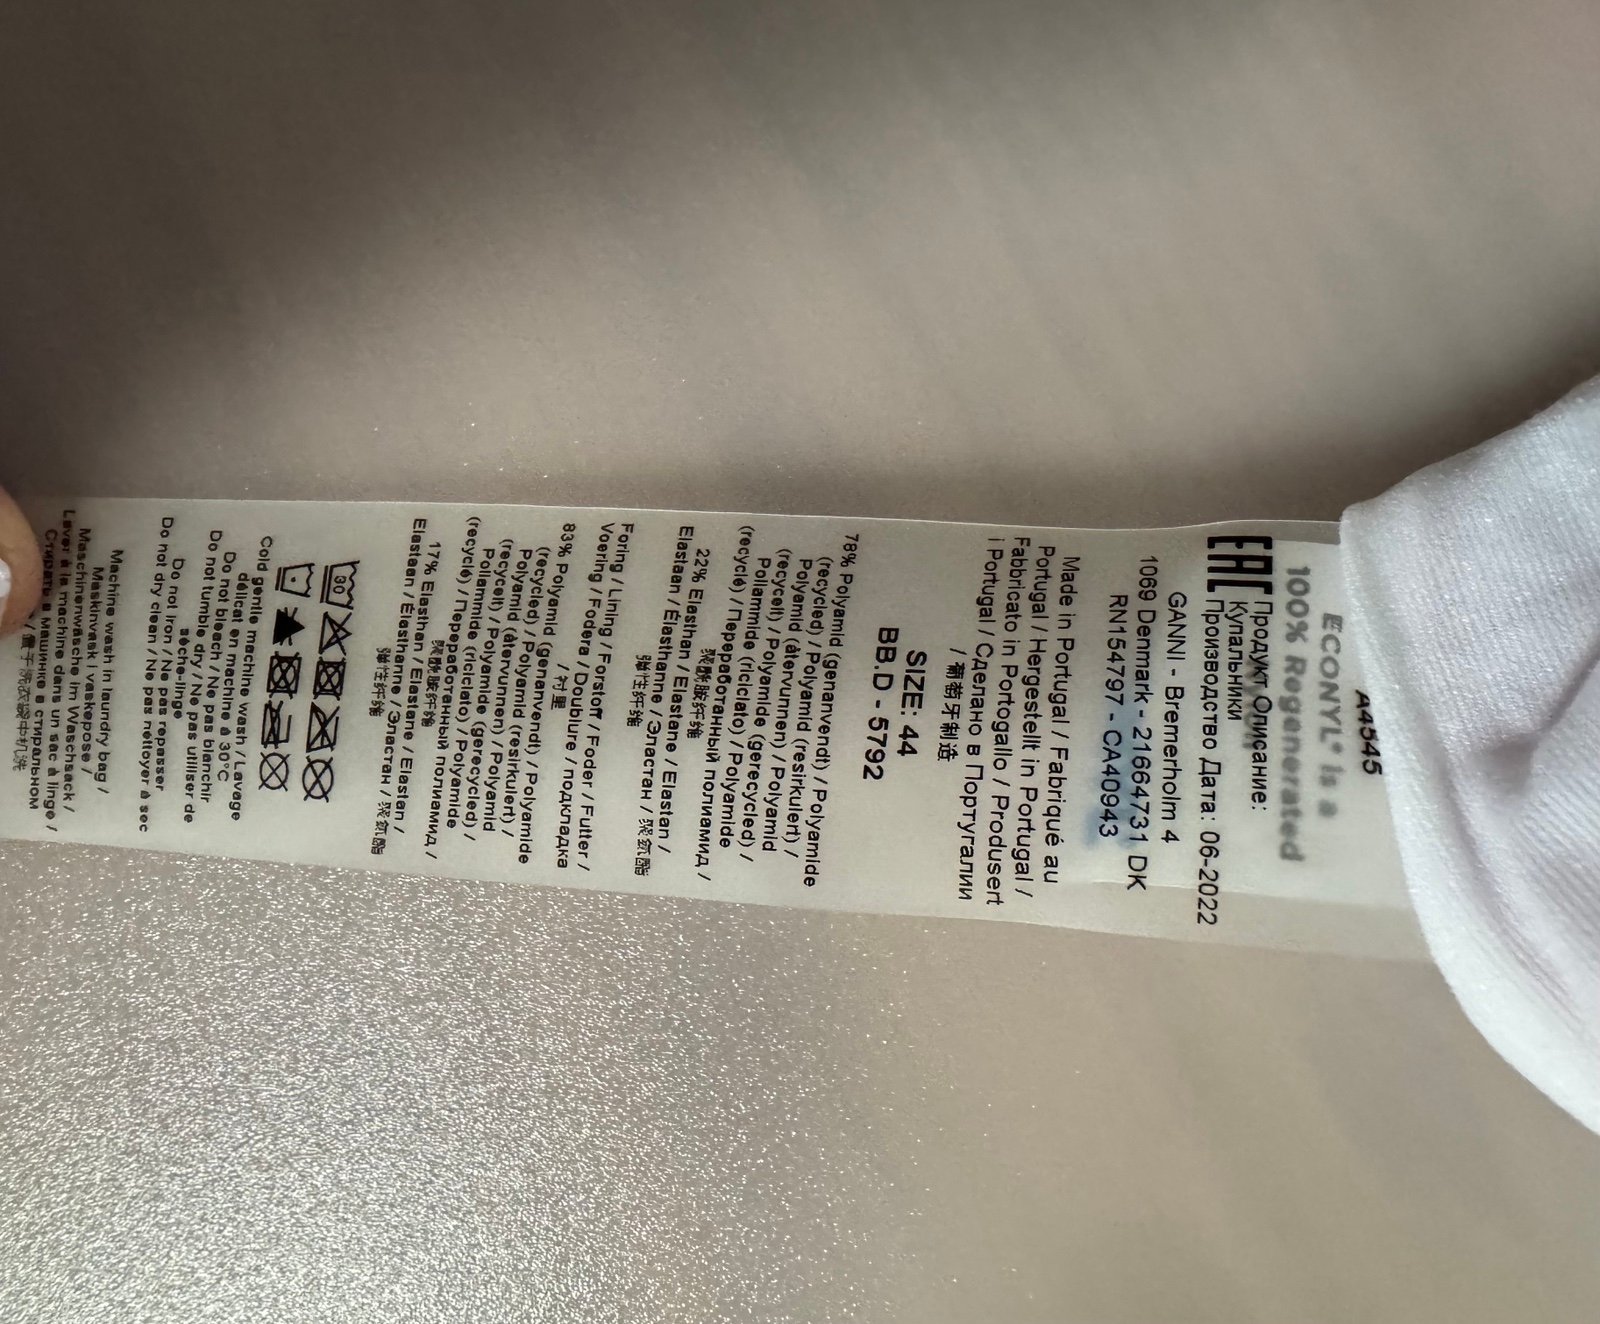 A4545
ECONYL® is a
100% Regenerated
EAC
Продукт Описание:
Купальники
Производство Дата: 06-2022
GANNI - Bremerholm 4
1069 Denmark - 21664731 DK
RN154797 - CA40943
Made in Portugal / Fabriqué au
Portugal / Hergestellt in Portugal /
Fabbricato in Portogallo / Produsert
i Portugal / Сделано в Португалии
/ 葡萄牙制造
SIZE: 44
BB.D - 5792
78% Polyamid (genanvendt) / Polyamide
(recycled) / Polyamid (resirkulert) /
Polyamid (återvunnen) / Polyamid
(recycelt) / Polyamide (gerecycled) /
Poliammide (riciclato) / Polyamide
(recyclé) / Переработанный полиамид /
聚酰胺纤维
22% Elasthan / Elastane / Elastan /
Elastaan / Élasthanne / Эластан / 聚氨酯
弹性纤维
Foring / Lining / Forstoff / Foder / Futter /
Voering / Fodera / Doublure / подкладка
/ 衬里
83% Polyamid (genanvendt) / Polyamide
(recycled) / Polyamid (resirkulert) /
Polyamid (återvunnen) / Polyamid
(recycelt) / Polyamide (gerecycled) /
Poliammide (riciclato) / Polyamide
(recyclé) / Переработанный полиамид /
聚酰胺纤维
17% Elasthan / Elastane / Elastan /
Elasteen / Élasthanne / Эластан / 聚氨酯
弹性纤维
30
Cold gentle machine wash / Lavage
délicat en machine à 30°C
Do not bleach / Ne pas blanchir
Do not tumble dry / Ne pas utiliser de
sèche-linge
Do not Iron / Ne pas repasser
Do not dry clean / Ne pas nettoyer à sec
Machine wash in laundry bag /
Maskinvask i vaskepose /
Maschinenwäsche im Waschsack /
Laver à la machine dans un sac à linge /
Стирать в машинке в стиральном